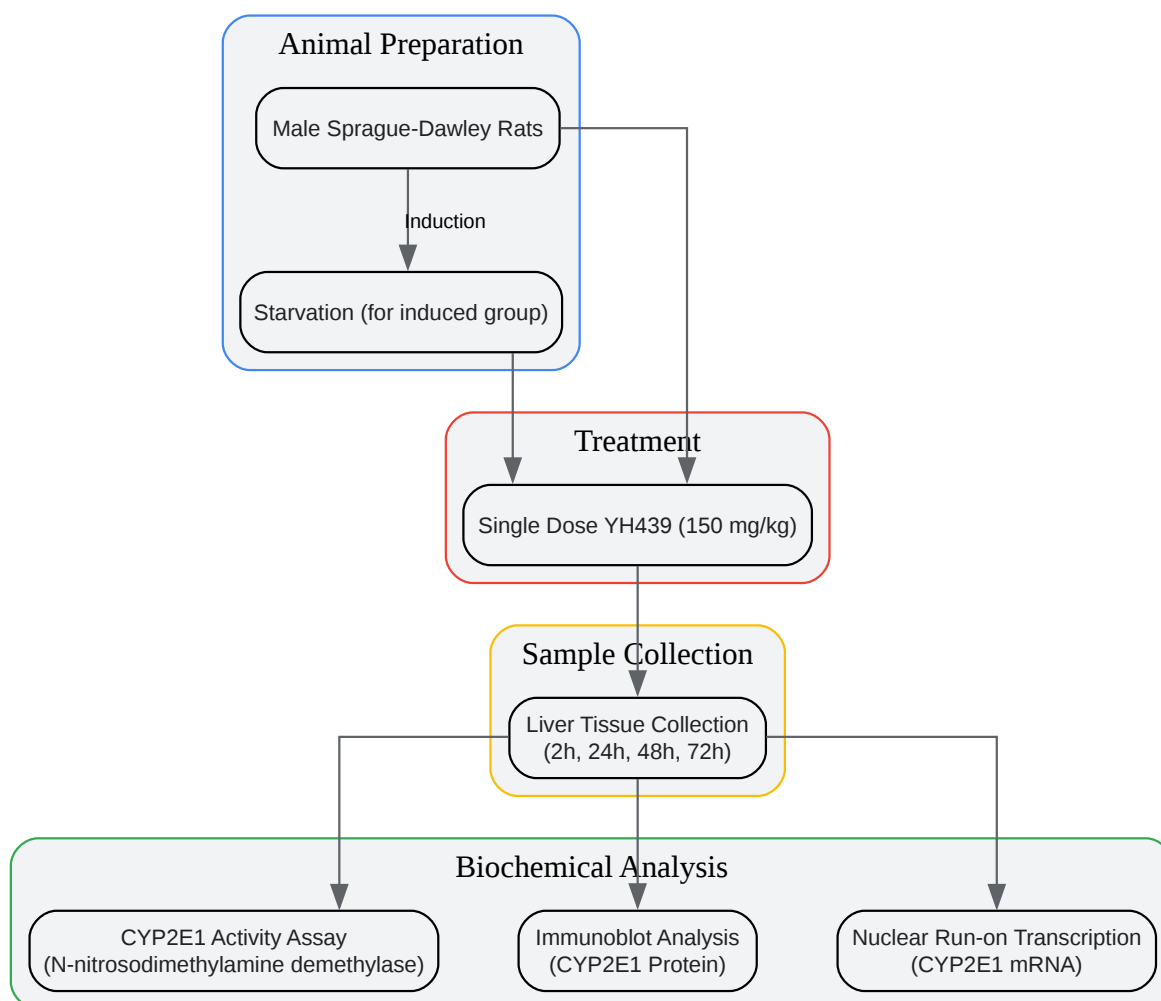 Animal Preparation
Male Sprague-Dawley Rats
Induction
Starvation (for induced group)
Treatment
Single Dose YH439 (150 mg/kg)
Sample Collection
Liver Tissue Collection
(2h, 24h, 48h, 72h)
Biochemical Analysis
CYP2E1 Activity Assay
(N-nitrosodimethylamine demethylase)
Immunoblot Analysis
(CYP2E1 Protein)
Nuclear Run-on Transcription
(CYP2E1 mRNA)